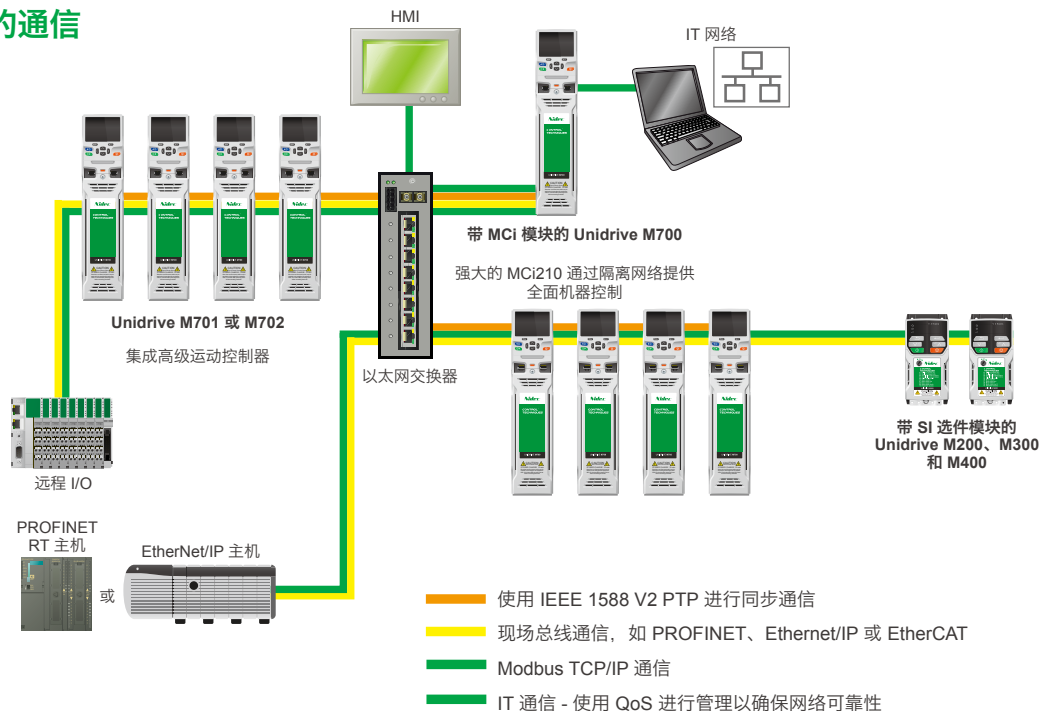 的通信
HMI
IT 网络
Nidec
CONTROL
TECHNIQUES
带 MCi 模块的 Unidrive M700
强大的 MCi210 通过隔离网络提供
全面机器控制
Unidrive M701 或 M702
集成高级运动控制器
以太网交换器
带 SI 选件模块的
Unidrive M200、M300
和 M400
远程 I/O
PROFINET
RT 主机
或
EtherNet/IP 主机
使用 IEEE 1588 V2 PTP 进行同步通信
现场总线通信，如 PROFINET、Ethernet/IP 或 EtherCAT
Modbus TCP/IP 通信
IT 通信 - 使用 QoS 进行管理以确保网络可靠性